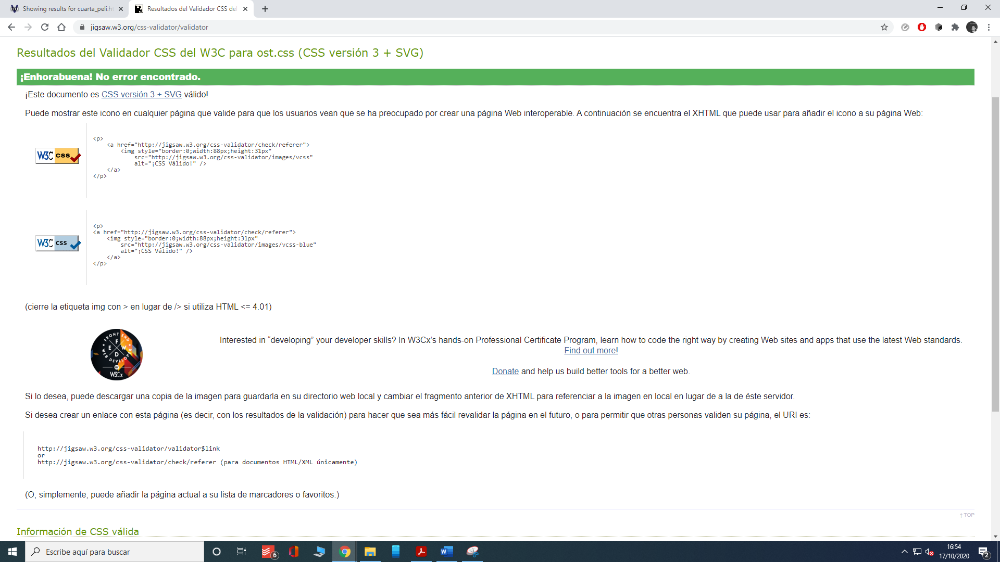 Showing results for cuarta_peli.ht
Resultados del Validador CSS del
jigsaw.w3.org/css-validator/validator
Resultados del Validador CSS del W3C para ost.css (CSS versión 3 + SVG)
¡Enhorabuena! No error encontrado.
¡Este documento es CSS versión 3 + SVG válido!
Puede mostrar este icono en cualquier página que valide para que los usuarios vean que se ha preocupado por crear una página Web interoperable. A continuación se encuentra el XHTML que puede usar para añadir el icono a su página Web:
W3C css
<p>
<a href="http://jigsaw.w3.org/css-validator/check/referer">
<img style="border:0;width:88px;height:31px"
src="http://jigsaw.w3.org/css-validator/images/vcss"
alt="¡CSS Válido!" />
</a>
</p>
W3C css
<p>
<a href="http://jigsaw.w3.org/css-validator/check/referer">
<img style="border:0;width:88px;height:31px"
src="http://jigsaw.w3.org/css-validator/images/vcss-blue"
alt="¡CSS Válido!" />
</a>
</p>
(cierre la etiqueta img con > en lugar de /> si utiliza HTML <= 4.01)
FRONT END
E F W D
WEB DEVELOPER
BY
W3Cx
Interested in “developing” your developer skills? In W3Cx’s hands-on Professional Certificate Program, learn how to code the right way by creating Web sites and apps that use the latest Web standards.
Find out more!
Donate and help us build better tools for a better web.
Si lo desea, puede descargar una copia de la imagen para guardarla en su directorio web local y cambiar el fragmento anterior de XHTML para referenciar a la imagen en local en lugar de a la de éste servidor.
Si desea crear un enlace con esta página (es decir, con los resultados de la validación) para hacer que sea más fácil revalidar la página en el futuro, o para permitir que otras personas validen su página, el URI es:
http://jigsaw.w3.org/css-validator/validator$link
or
http://jigsaw.w3.org/css-validator/check/referer (para documentos HTML/XML únicamente)
(O, simplemente, puede añadir la página actual a su lista de marcadores o favoritos.)
↑ TOP
Información de CSS válida
Escribe aquí para buscar
6
16:54
17/10/2020
2